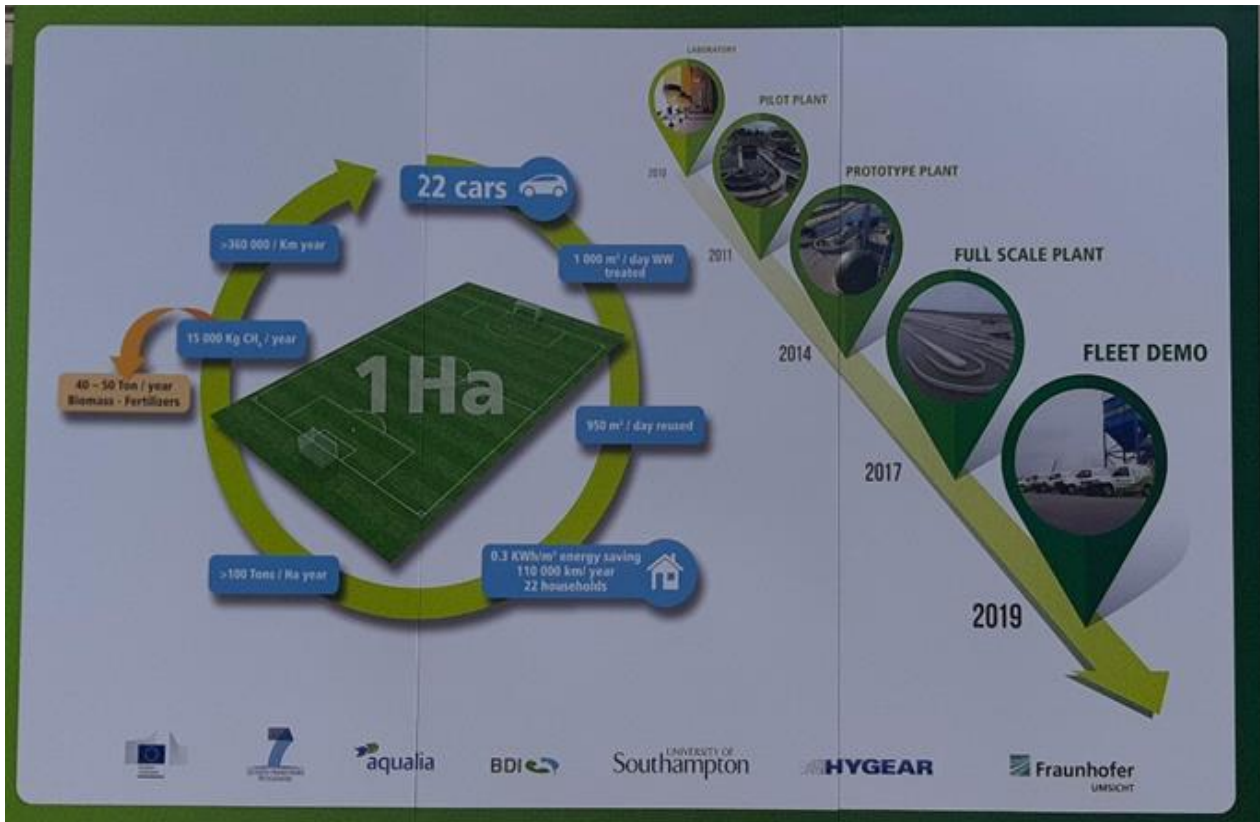 22 cars
1 000 m³ / day WW
treated
950 m³ / day reused
0.3 KWh/m³ energy saving
110 000 km/ year
22 households
>100 Tons / Ha year
15 000 Kg CH₄ / year
40 – 50 Ton / year
Biomass - Fertilizers
>360 000 / Km year
1 Ha
LABORATORY
2010
PILOT PLANT
2011
PROTOTYPE PLANT
2014
FULL SCALE PLANT
2017
FLEET DEMO
2019
7
aqualia
BDI
UNIVERSITY OF
Southampton
HYGEAR
Fraunhofer
UMSICHT